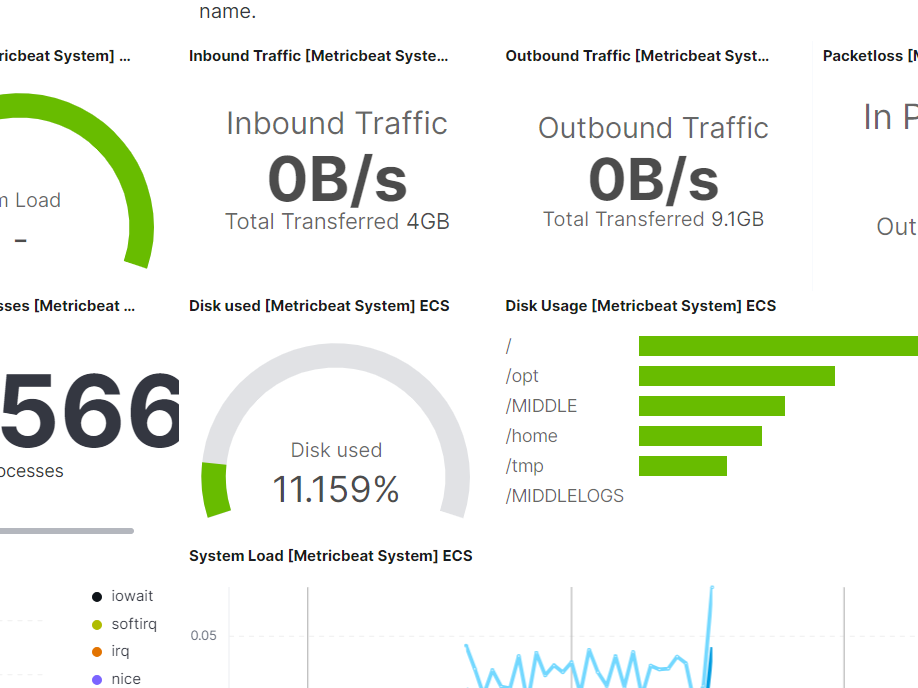 name.
ricbeat System] ...
Inbound Traffic [Metricbeat Syste...
Outbound Traffic [Metricbeat Syst...
Packetloss [M
Load
-
Inbound Traffic
0B/s
Total Transferred 4GB
Outbound Traffic
0B/s
Total Transferred 9.1GB
In P
Out
sses [Metricbeat ...
Disk used [Metricbeat System] ECS
Disk Usage [Metricbeat System] ECS
566
ocesses
Disk used
11.159%
/
/opt
/MIDDLE
/home
/tmp
/MIDDLELOGS
System Load [Metricbeat System] ECS
iowait
softirq
irq
nice
0.05